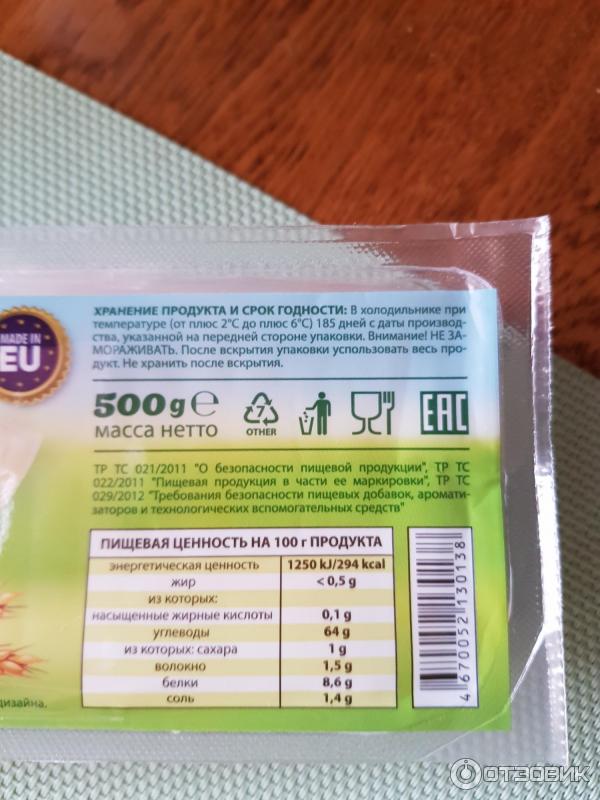 ХРАНЕНИЕ ПРОДУКТА И СРОК ГОДНОСТИ: В холодильнике при
температуре (от плюс 2°С до плюс 6°С) 185 дней с даты производ-
ства, указанной на передней стороне упаковки. Внимание! НЕ ЗА-
МОРАЖИВАТЬ. После вскрытия упаковки использовать весь про-
дукт. Не хранить после вскрытия.
MADE IN
EU
500 g ℮
масса нетто
7
OTHER
EAC
ТР ТС 021/2011 "О безопасности пищевой продукции", ТР ТС
022/2011 "Пищевая продукция в части ее маркировки", ТР ТС
029/2012 "Требования безопасности пищевых добавок, аромати-
заторов и технологических вспомогательных средств"
ПИЩЕВАЯ ЦЕННОСТЬ НА 100 г ПРОДУКТА
энергетическая ценность 1250 kJ/294 kcal
жир < 0,5 g
из которых:
насыщенные жирные кислоты 0,1 g
углеводы 64 g
из которых: сахара 1 g
волокно 1,5 g
белки 8,6 g
соль 1,4 g
4670052130138
дизайна.
ОТЗОВИК